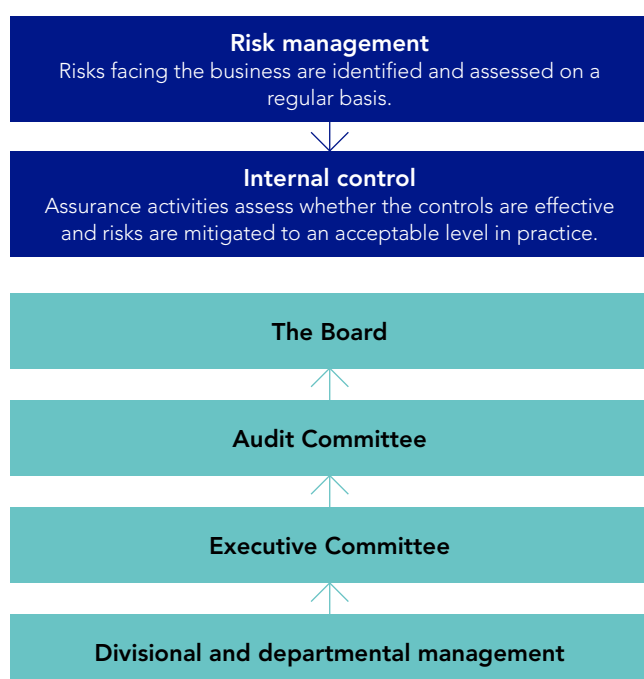 Risk management
Risks facing the business are identified and assessed on a
regular basis.
Internal control
Assurance activities assess whether the controls are effective
and risks are mitigated to an acceptable level in practice.
The Board
Audit Committee
Executive Committee
Divisional and departmental management